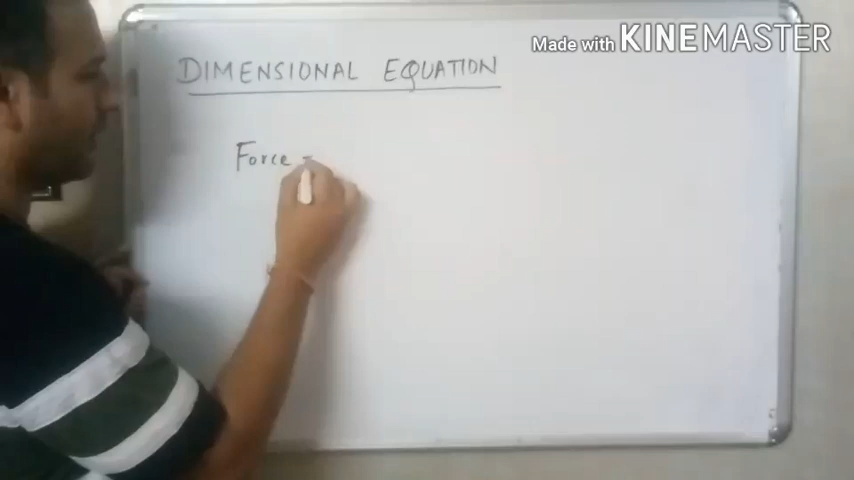 Made with KINEMASTER
DIMENSIONAL EQUATION
Force =